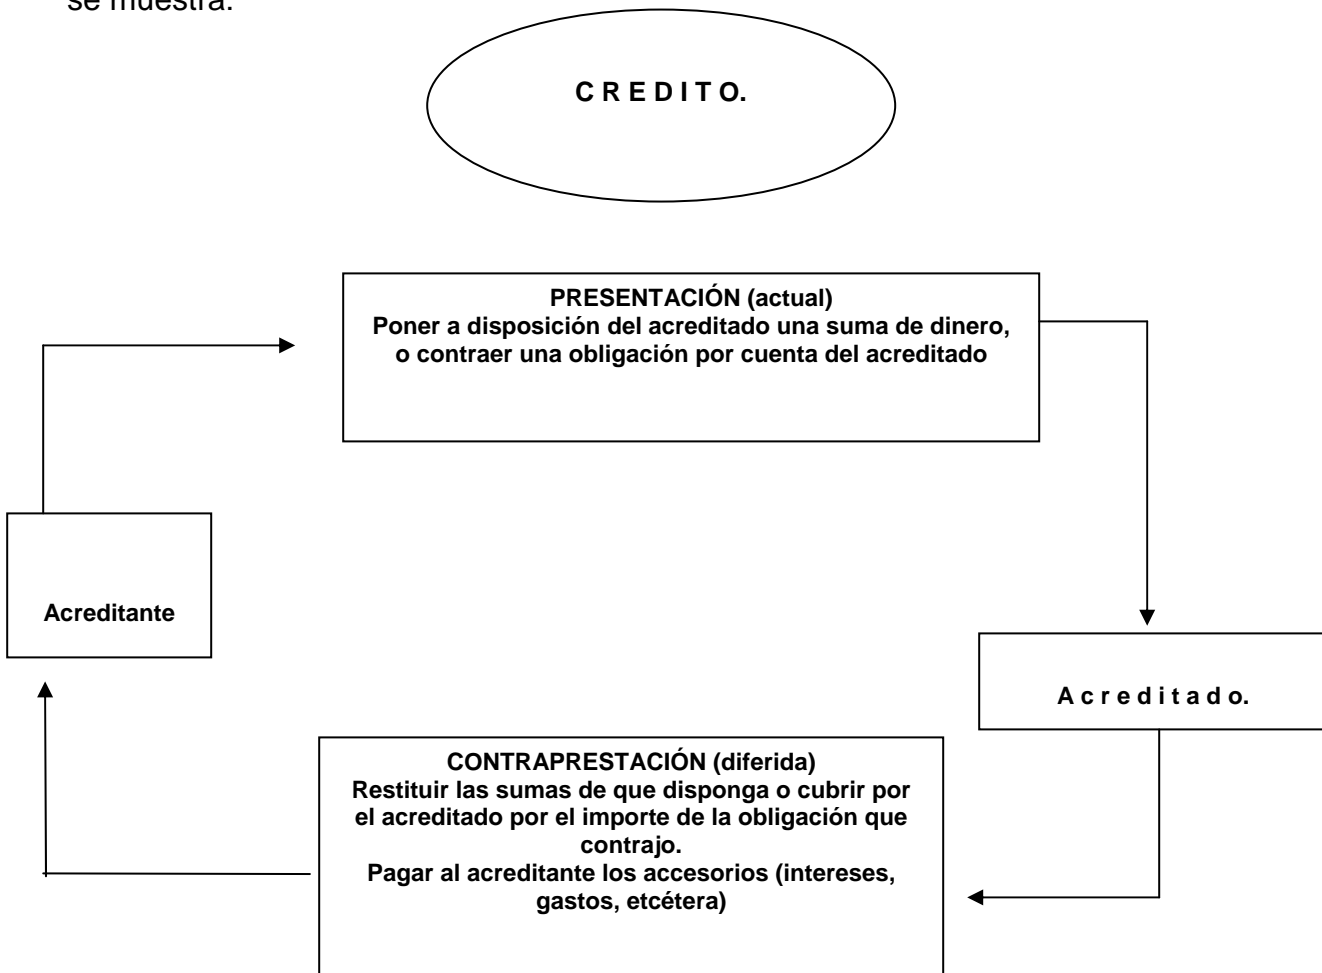 se muestra:
C R E D I T O.
PRESENTACIÓN (actual)
Poner a disposición del acreditado una suma de dinero,
o contraer una obligación por cuenta del acreditado
Acreditante
A c r e d i t a d o.
CONTRAPRESTACIÓN (diferida)
Restituir las sumas de que disponga o cubrir por
el acreditado por el importe de la obligación que
contrajo.
Pagar al acreditante los accesorios (intereses,
gastos, etcétera)